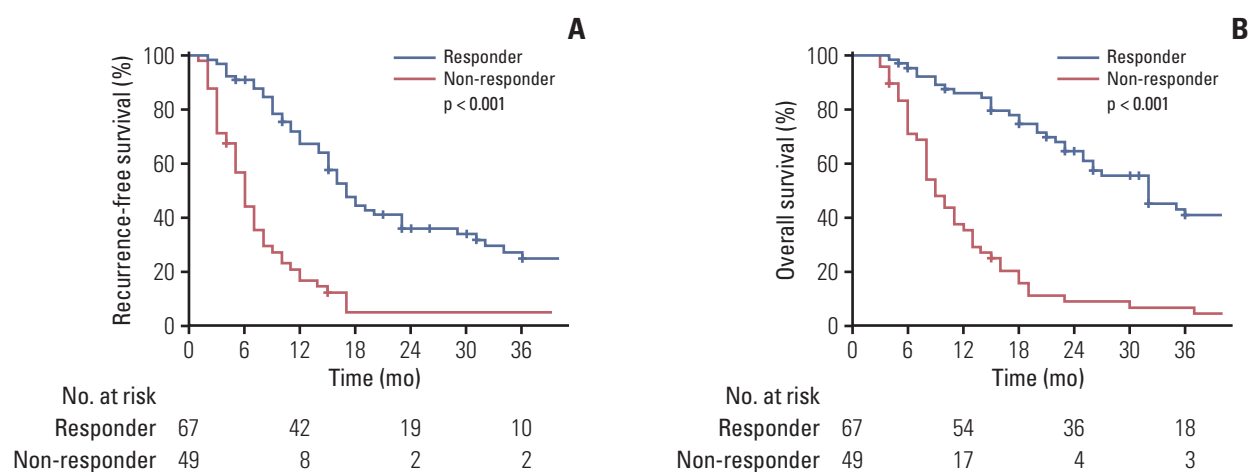 A
Recurrence-free survival (%)
100
80
60
40
20
0
Responder
Non-responder
p < 0.001
0 6 12 18 24 30 36
Time (mo)
No. at risk
Responder 67 42 19 10
Non-responder 49 8 2 2
B
Overall survival (%)
100
80
60
40
20
0
Responder
Non-responder
p < 0.001
0 6 12 18 24 30 36
Time (mo)
No. at risk
Responder 67 54 36 18
Non-responder 49 17 4 3